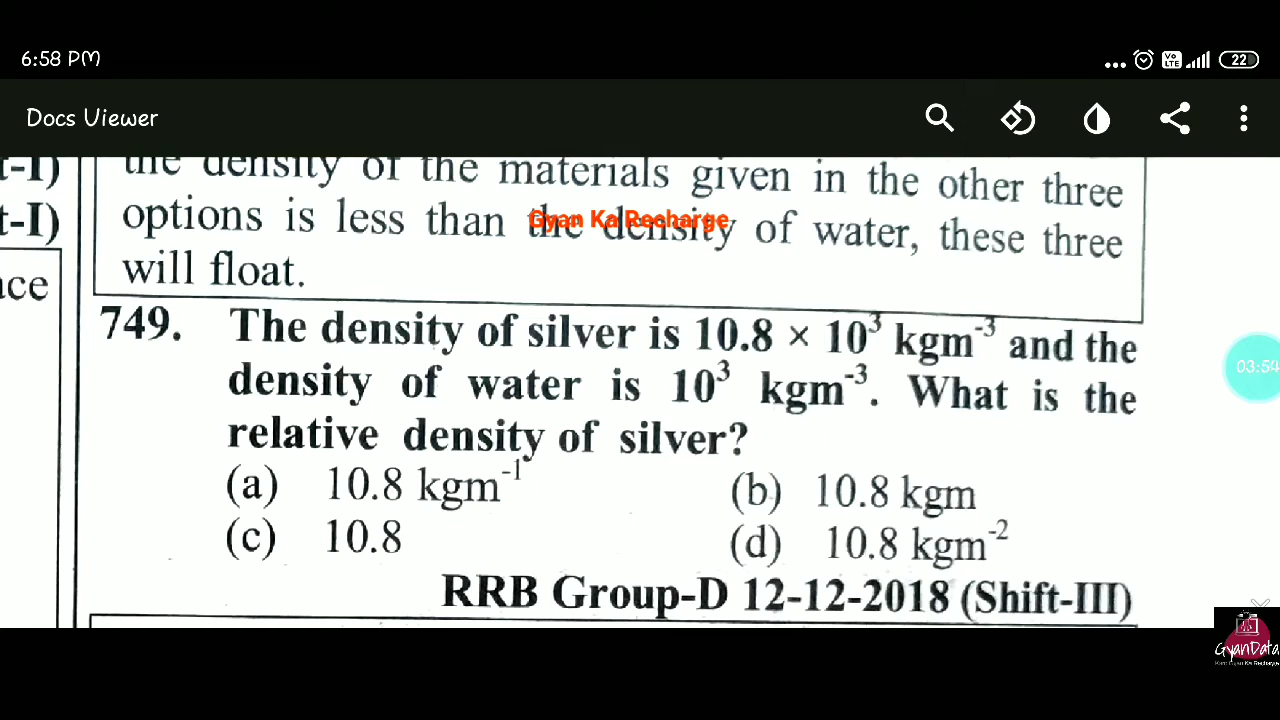 6:58 PM
Vo LTE
22
Docs Viewer
t-I) the density of the materials given in the other three
t-I) options is less than the density of water, these three
Gyan Ka Recharge
ace will float.
749. The density of silver is 10.8 × 10³ kgm⁻³ and the
density of water is 10³ kgm⁻³. What is the
03:54
relative density of silver?
(a) 10.8 kgm⁻¹ (b) 10.8 kgm
(c) 10.8 (d) 10.8 kgm⁻²
RRB Group-D 12-12-2018 (Shift-III)
GyanData